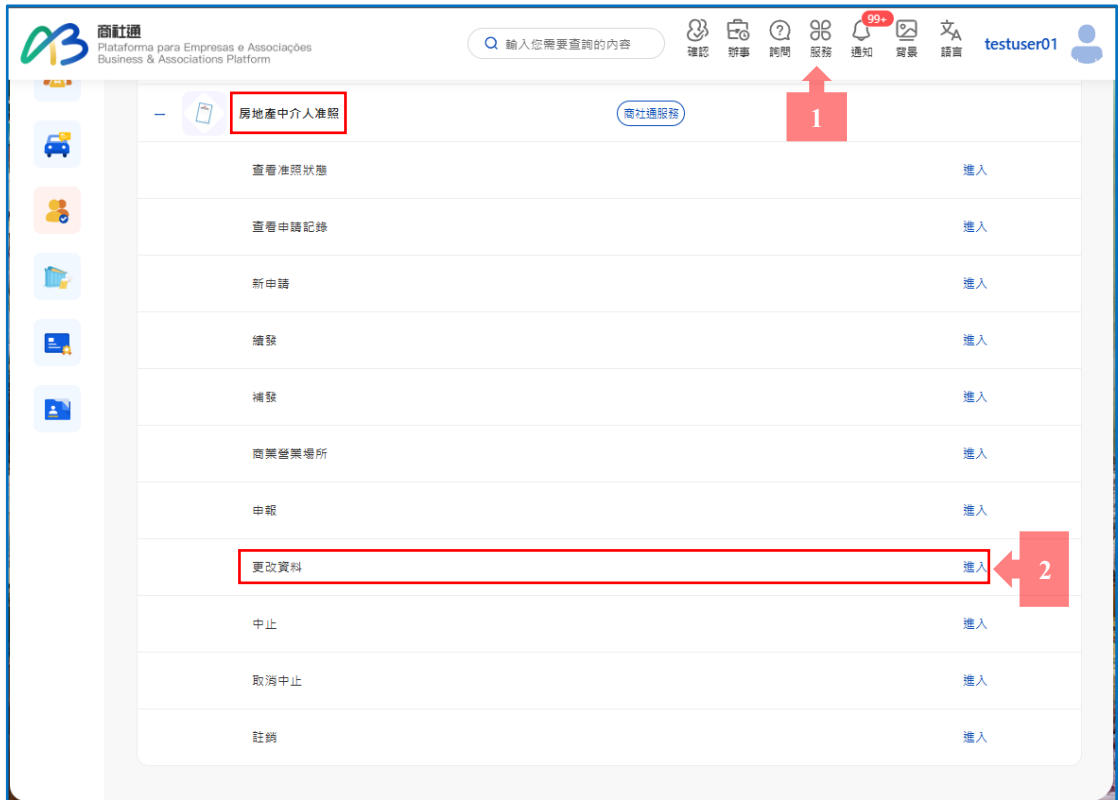 商社通
Plataforma para Empresas e Associações
Business & Associations Platform
輸入您需要查詢的內容
確認
辦事
詢問
服務
99+
通知
背景
語言
testuser01
1
房地產中介人准照
商社通服務
查看准照狀態 進入
查看申請記錄 進入
新申請 進入
續發 進入
補發 進入
商業營業場所 進入
申報 進入
更改資料 進入
2
中止 進入
取消中止 進入
註銷 進入